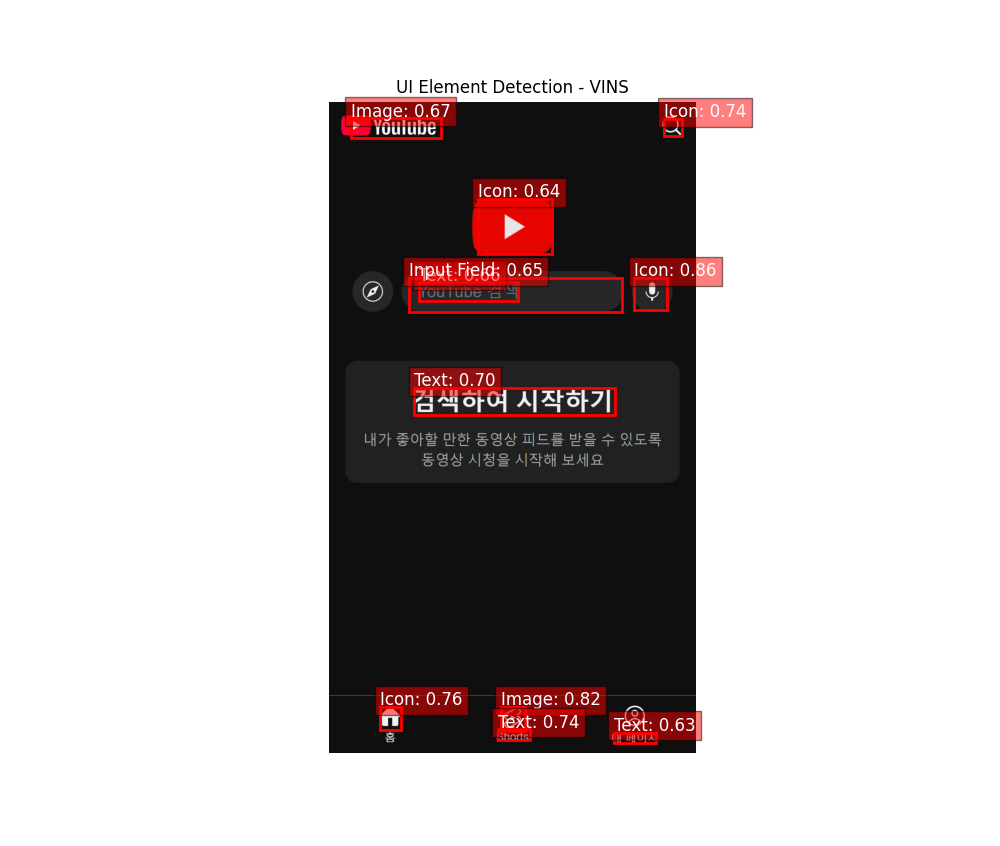 UI Element Detection - VINS
Image: 0.67
Icon: 0.74
YouTube
Icon: 0.64
Input Field: 0.65
Text: 0.66
Icon: 0.86
YouTube 검색
Text: 0.70
검색하여 시작하기
내가 좋아할 만한 동영상 피드를 받을 수 있도록
동영상 시청을 시작해 보세요
Icon: 0.76
Image: 0.82
Text: 0.74
Text: 0.63
홈
Shorts
내 페이지